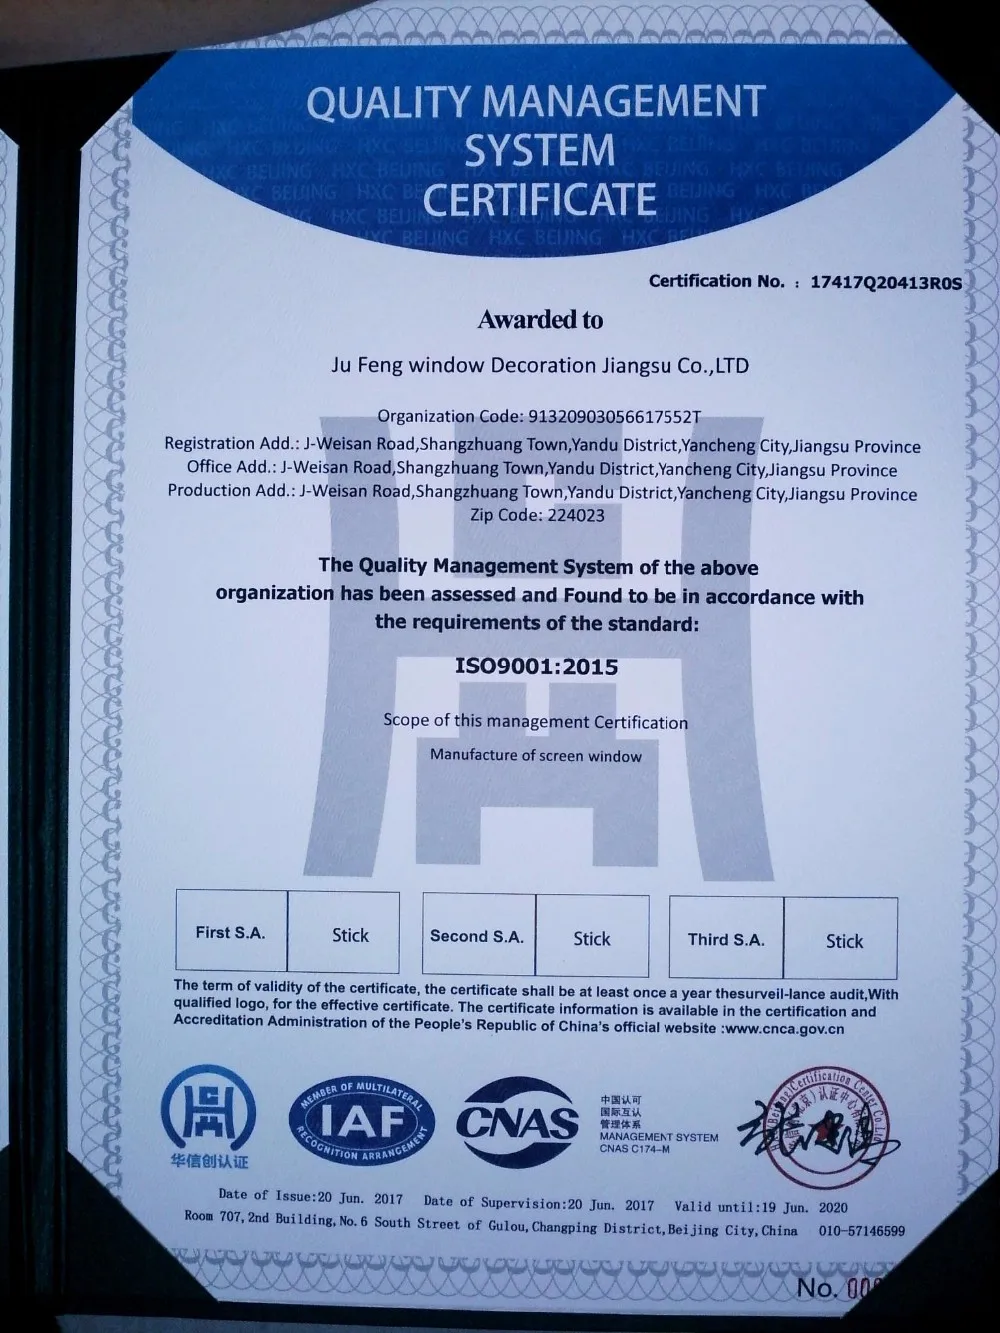 QUALITY MANAGEMENT
SYSTEM
CERTIFICATE
Certification No. : 17417Q20413R0S
Awarded to
Ju Feng window Decoration Jiangsu Co.,LTD
Organization Code: 91320903056617552T
Registration Add.: J-Weisan Road,Shangzhuang Town,Yandu District,Yancheng City,Jiangsu Province
Office Add.: J-Weisan Road,Shangzhuang Town,Yandu District,Yancheng City,Jiangsu Province
Production Add.: J-Weisan Road,Shangzhuang Town,Yandu District,Yancheng City,Jiangsu Province
Zip Code: 224023
The Quality Management System of the above
organization has been assessed and Found to be in accordance with
the requirements of the standard:
ISO9001:2015
Scope of this management Certification
Manufacture of screen window
First S.A. Stick Second S.A. Stick Third S.A. Stick
The term of validity of the certificate, the certificate shall be at least once a year thesurveil-lance audit,With
qualified logo, for the effective certificate. The certificate information is available in the certification and
Accreditation Administration of the People's Republic of China's official website :www.cnca.gov.cn
华信创认证
MEMBER OF MULTILATERAL
IAF
RECOGNITION ARRANGEMENT
CNAS
中国认可
国际互认
管理体系
MANAGEMENT SYSTEM
CNAS C174-M
Certification Center Co.Ltd
Date of Issue:20 Jun. 2017 Date of Supervision:20 Jun. 2017 Valid until:19 Jun. 2020
Room 707,2nd Building,No.6 South Street of Gulou,Changping District,Beijing City,China 010-57146599
No. 00